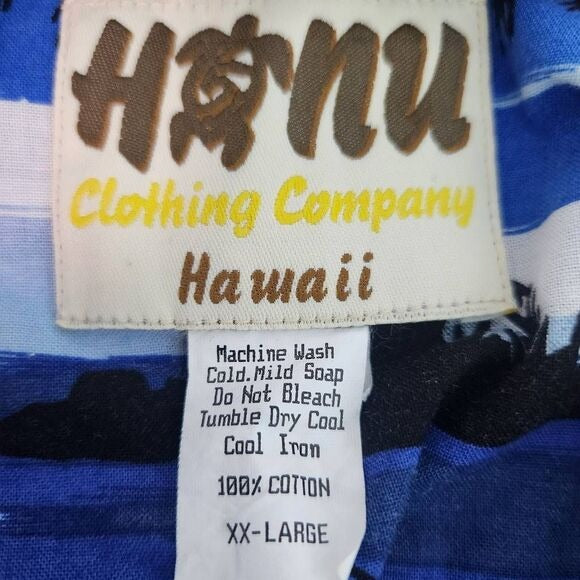 HONU
Clothing Company
Hawaii
Machine Wash
Cold.Mild Soap
Do Not Bleach
Tumble Dry Cool
Cool Iron
100% COTTON
XX-LARGE